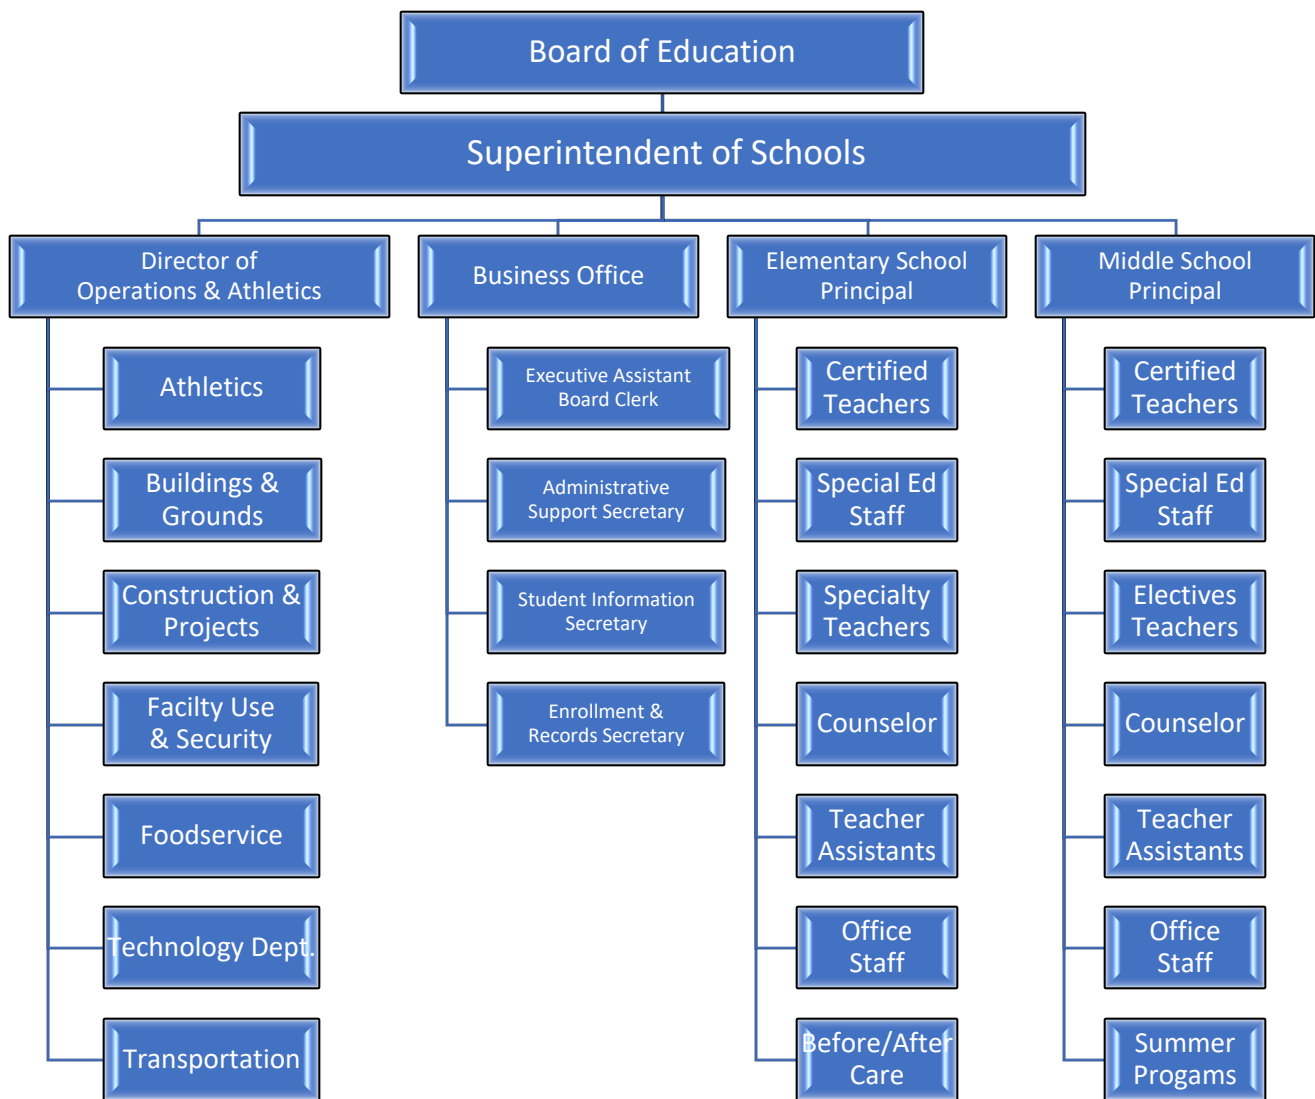 Board of Education
Superintendent of Schools
Director of
Operations & Athletics
Athletics
Buildings &
Grounds
Construction &
Projects
Facilty Use
& Security
Foodservice
Technology Dept.
Transportation
Business Office
Executive Assistant
Board Clerk
Administrative
Support Secretary
Student Information
Secretary
Enrollment &
Records Secretary
Elementary School
Principal
Certified
Teachers
Special Ed
Staff
Specialty
Teachers
Counselor
Teacher
Assistants
Office
Staff
Before/After
Care
Middle School
Principal
Certified
Teachers
Special Ed
Staff
Electives
Teachers
Counselor
Teacher
Assistants
Office
Staff
Summer
Progams